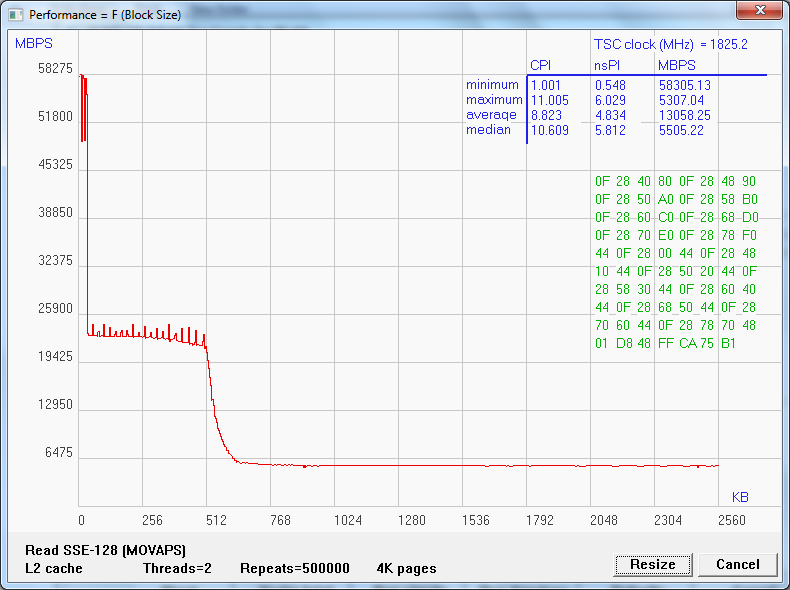 Performance = F (Block Size)
MBPS
TSC clock (MHz) = 1825.2
CPI nsPI MBPS
minimum 1.001 0.548 58305.13
maximum 11.005 6.029 5307.04
average 8.823 4.834 13058.25
median 10.609 5.812 5505.22
58275
51800
45325
38850
32375
25900
19425
12950
6475
0F 28 40 80 0F 28 48 90
0F 28 50 A0 0F 28 58 B0
0F 28 60 C0 0F 28 68 D0
0F 28 70 E0 0F 28 78 F0
44 0F 28 00 44 0F 28 48
10 44 0F 28 50 20 44 0F
28 58 30 44 0F 28 60 40
44 0F 28 68 50 44 0F 28
70 60 44 0F 28 78 70 48
01 D8 48 FF CA 75 B1
KB
0 256 512 768 1024 1280 1536 1792 2048 2304 2560
Read SSE-128 (MOVAPS)
L2 cache Threads=2 Repeats=500000 4K pages
Resize Cancel